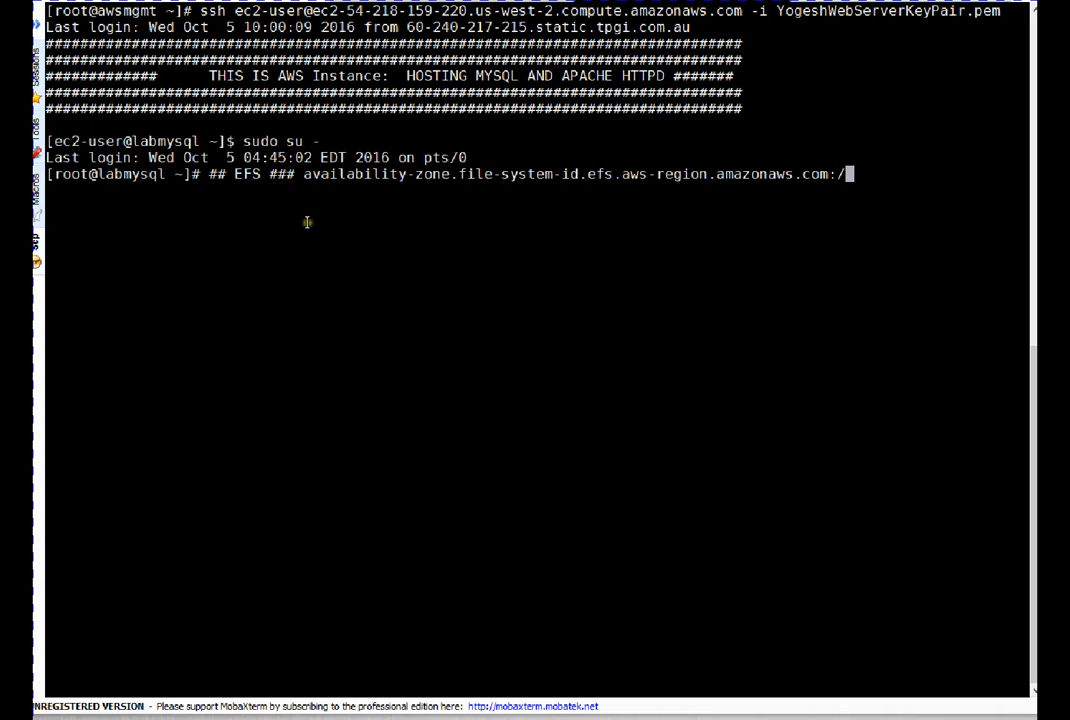 [root@awsmgmt ~]# ssh ec2-user@ec2-54-218-159-220.us-west-2.compute.amazonaws.com -i YogeshWebServerKeyPair.pem
Last login: Wed Oct  5 10:00:09 2016 from 60-240-217-215.static.tpgi.com.au
#################################################################################
#################################################################################
#############      THIS IS AWS Instance:  HOSTING MYSQL AND APACHE HTTPD #######
#################################################################################
#################################################################################
[ec2-user@labmysql ~]$ sudo su -
Last login: Wed Oct  5 04:45:02 EDT 2016 on pts/0
[root@labmysql ~]# ## EFS ### availability-zone.file-system-id.efs.aws-region.amazonaws.com:/
Sessions
Tools
Macros
Sep
UNREGISTERED VERSION - Please support MobaXterm by subscribing to the professional edition here: http://mobaxterm.mobatek.net